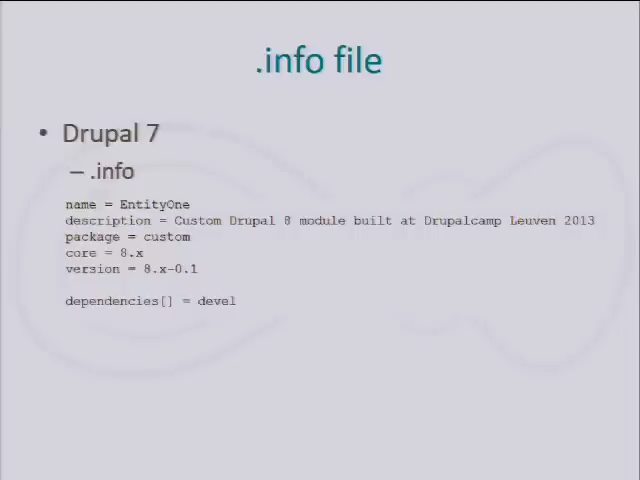 .info file
• Drupal 7
– .info
name = EntityOne
description = Custom Drupal 8 module built at Drupalcamp Leuven 2013
package = custom
core = 8.x
version = 8.x-0.1
dependencies[] = devel